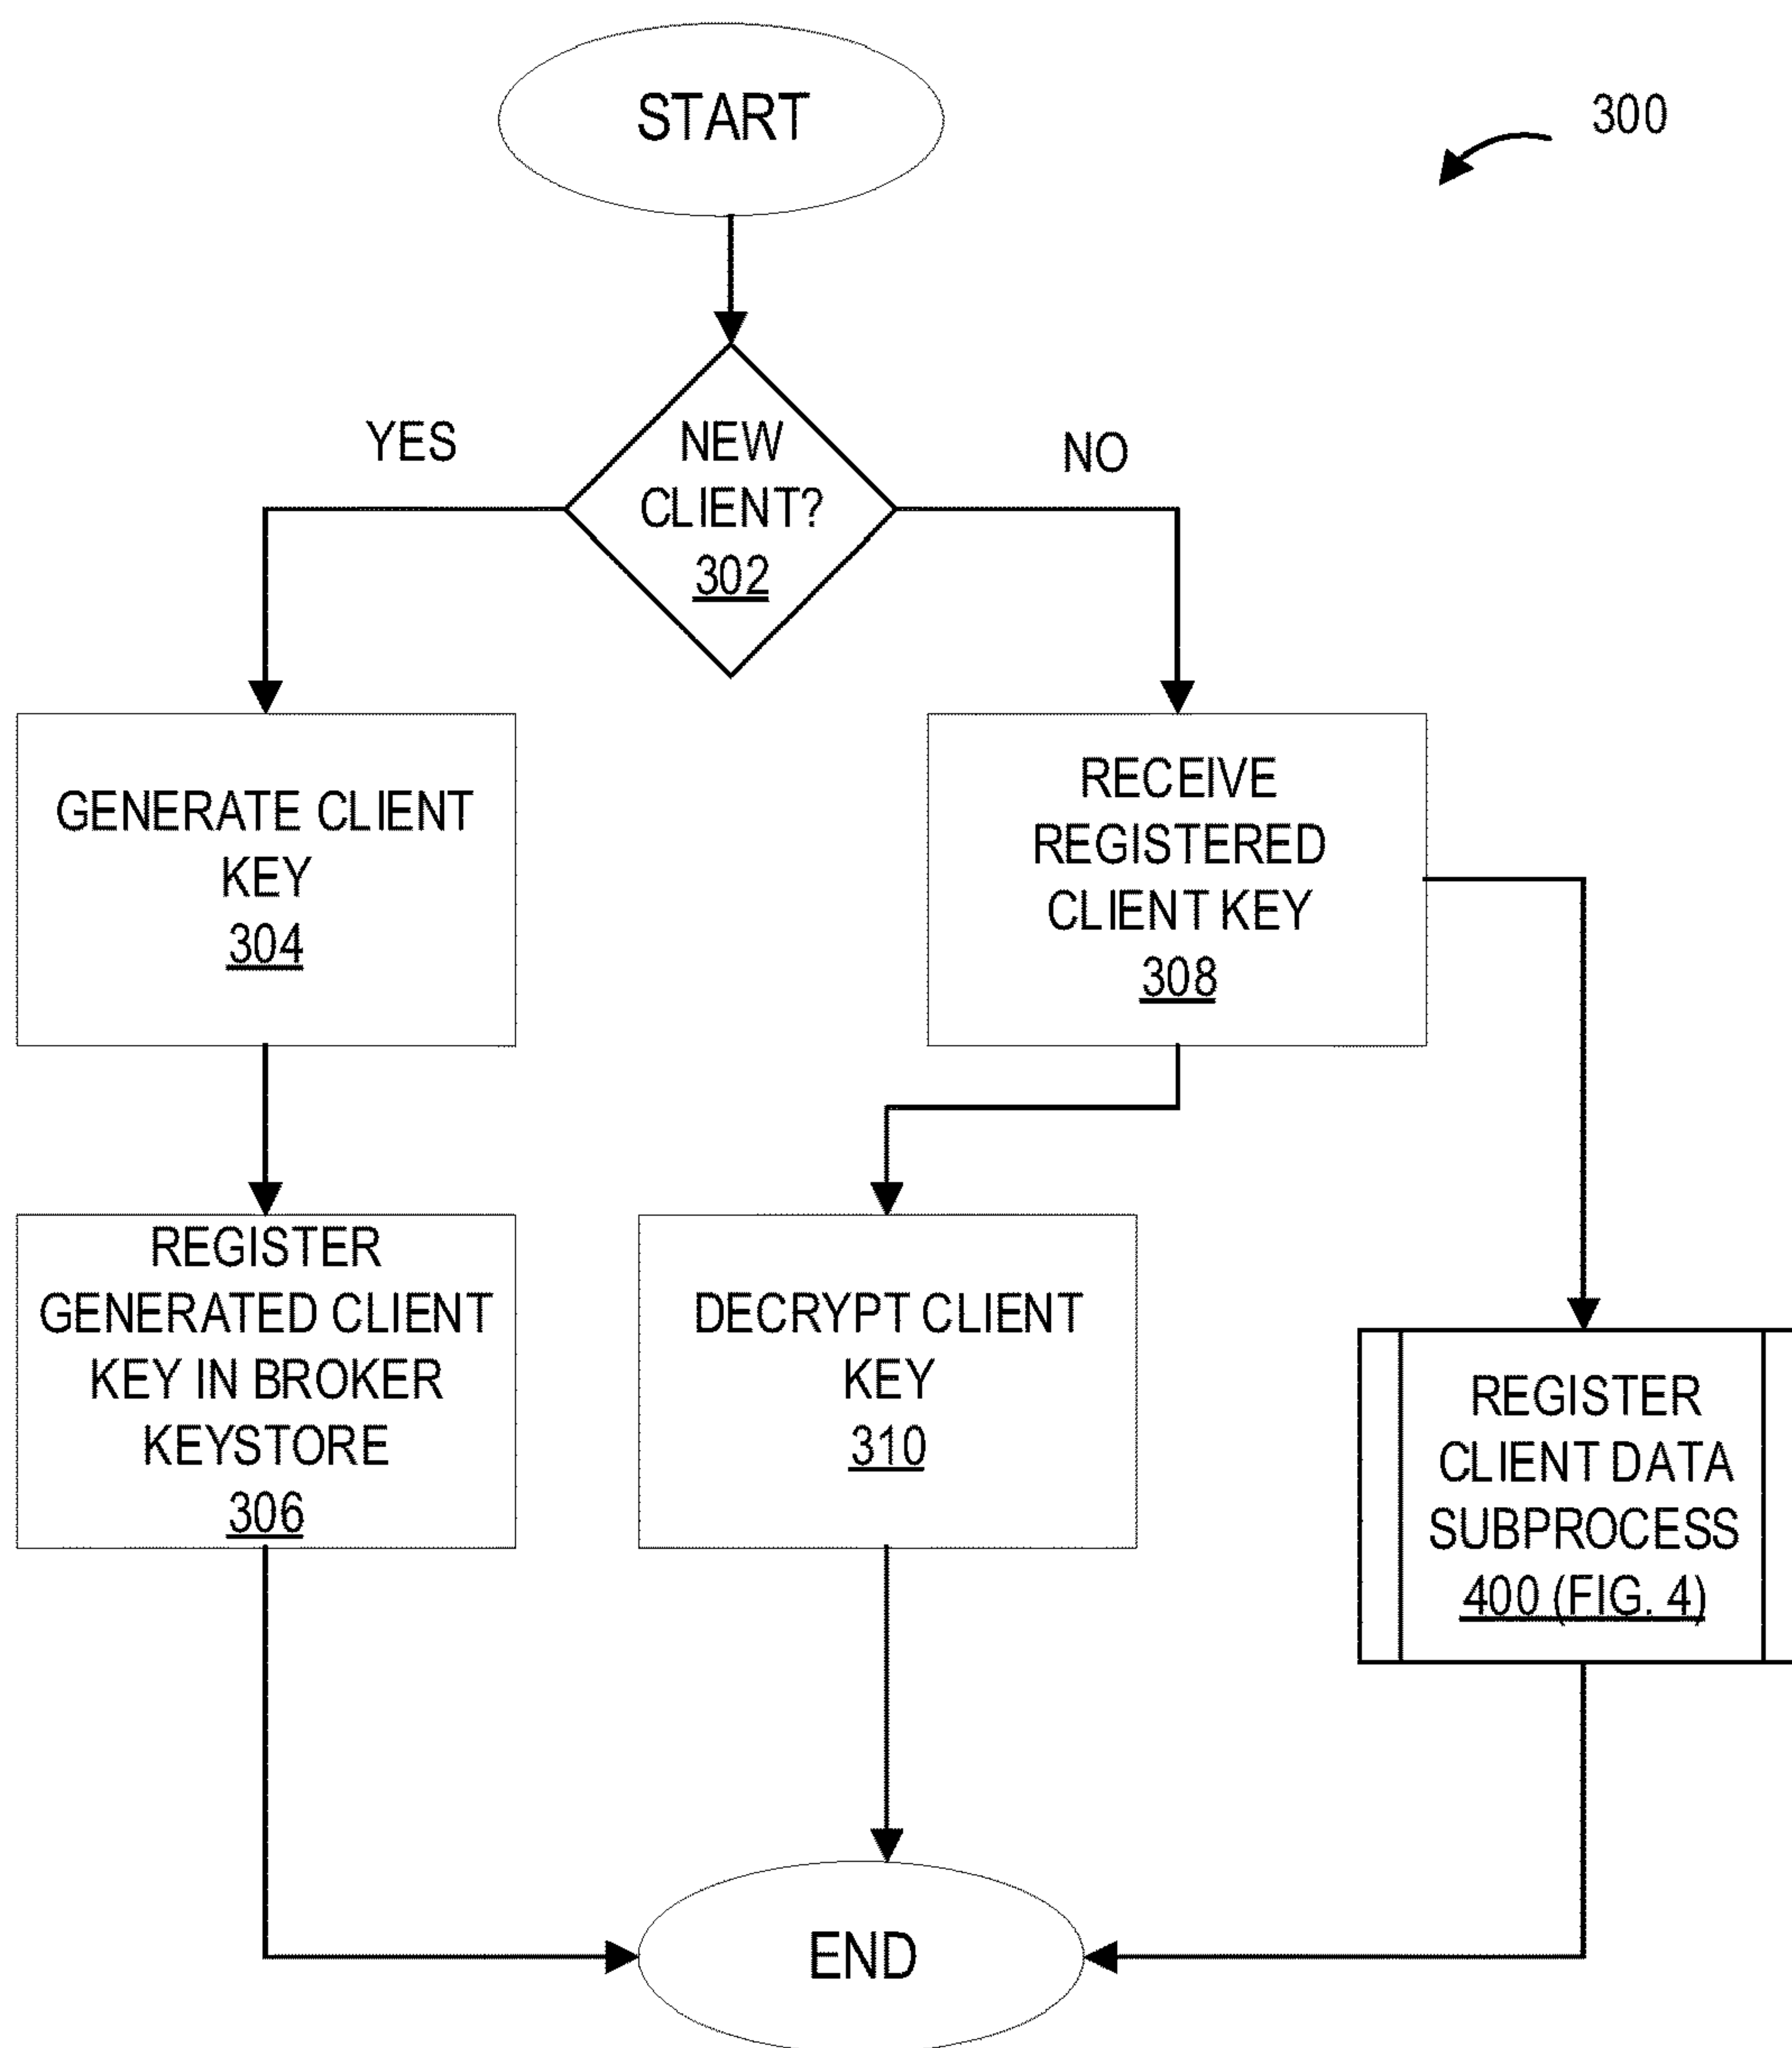 START
300
YES
NEW
CLIENT?
302
NO
GENERATE CLIENT
KEY
304
RECEIVE
REGISTERED
CLIENT KEY
308
REGISTER
GENERATED CLIENT
KEY IN BROKER
KEYSTORE
306
DECRYPT CLIENT
KEY
310
REGISTER
CLIENT DATA
SUBPROCESS
400 (FIG. 4)
END